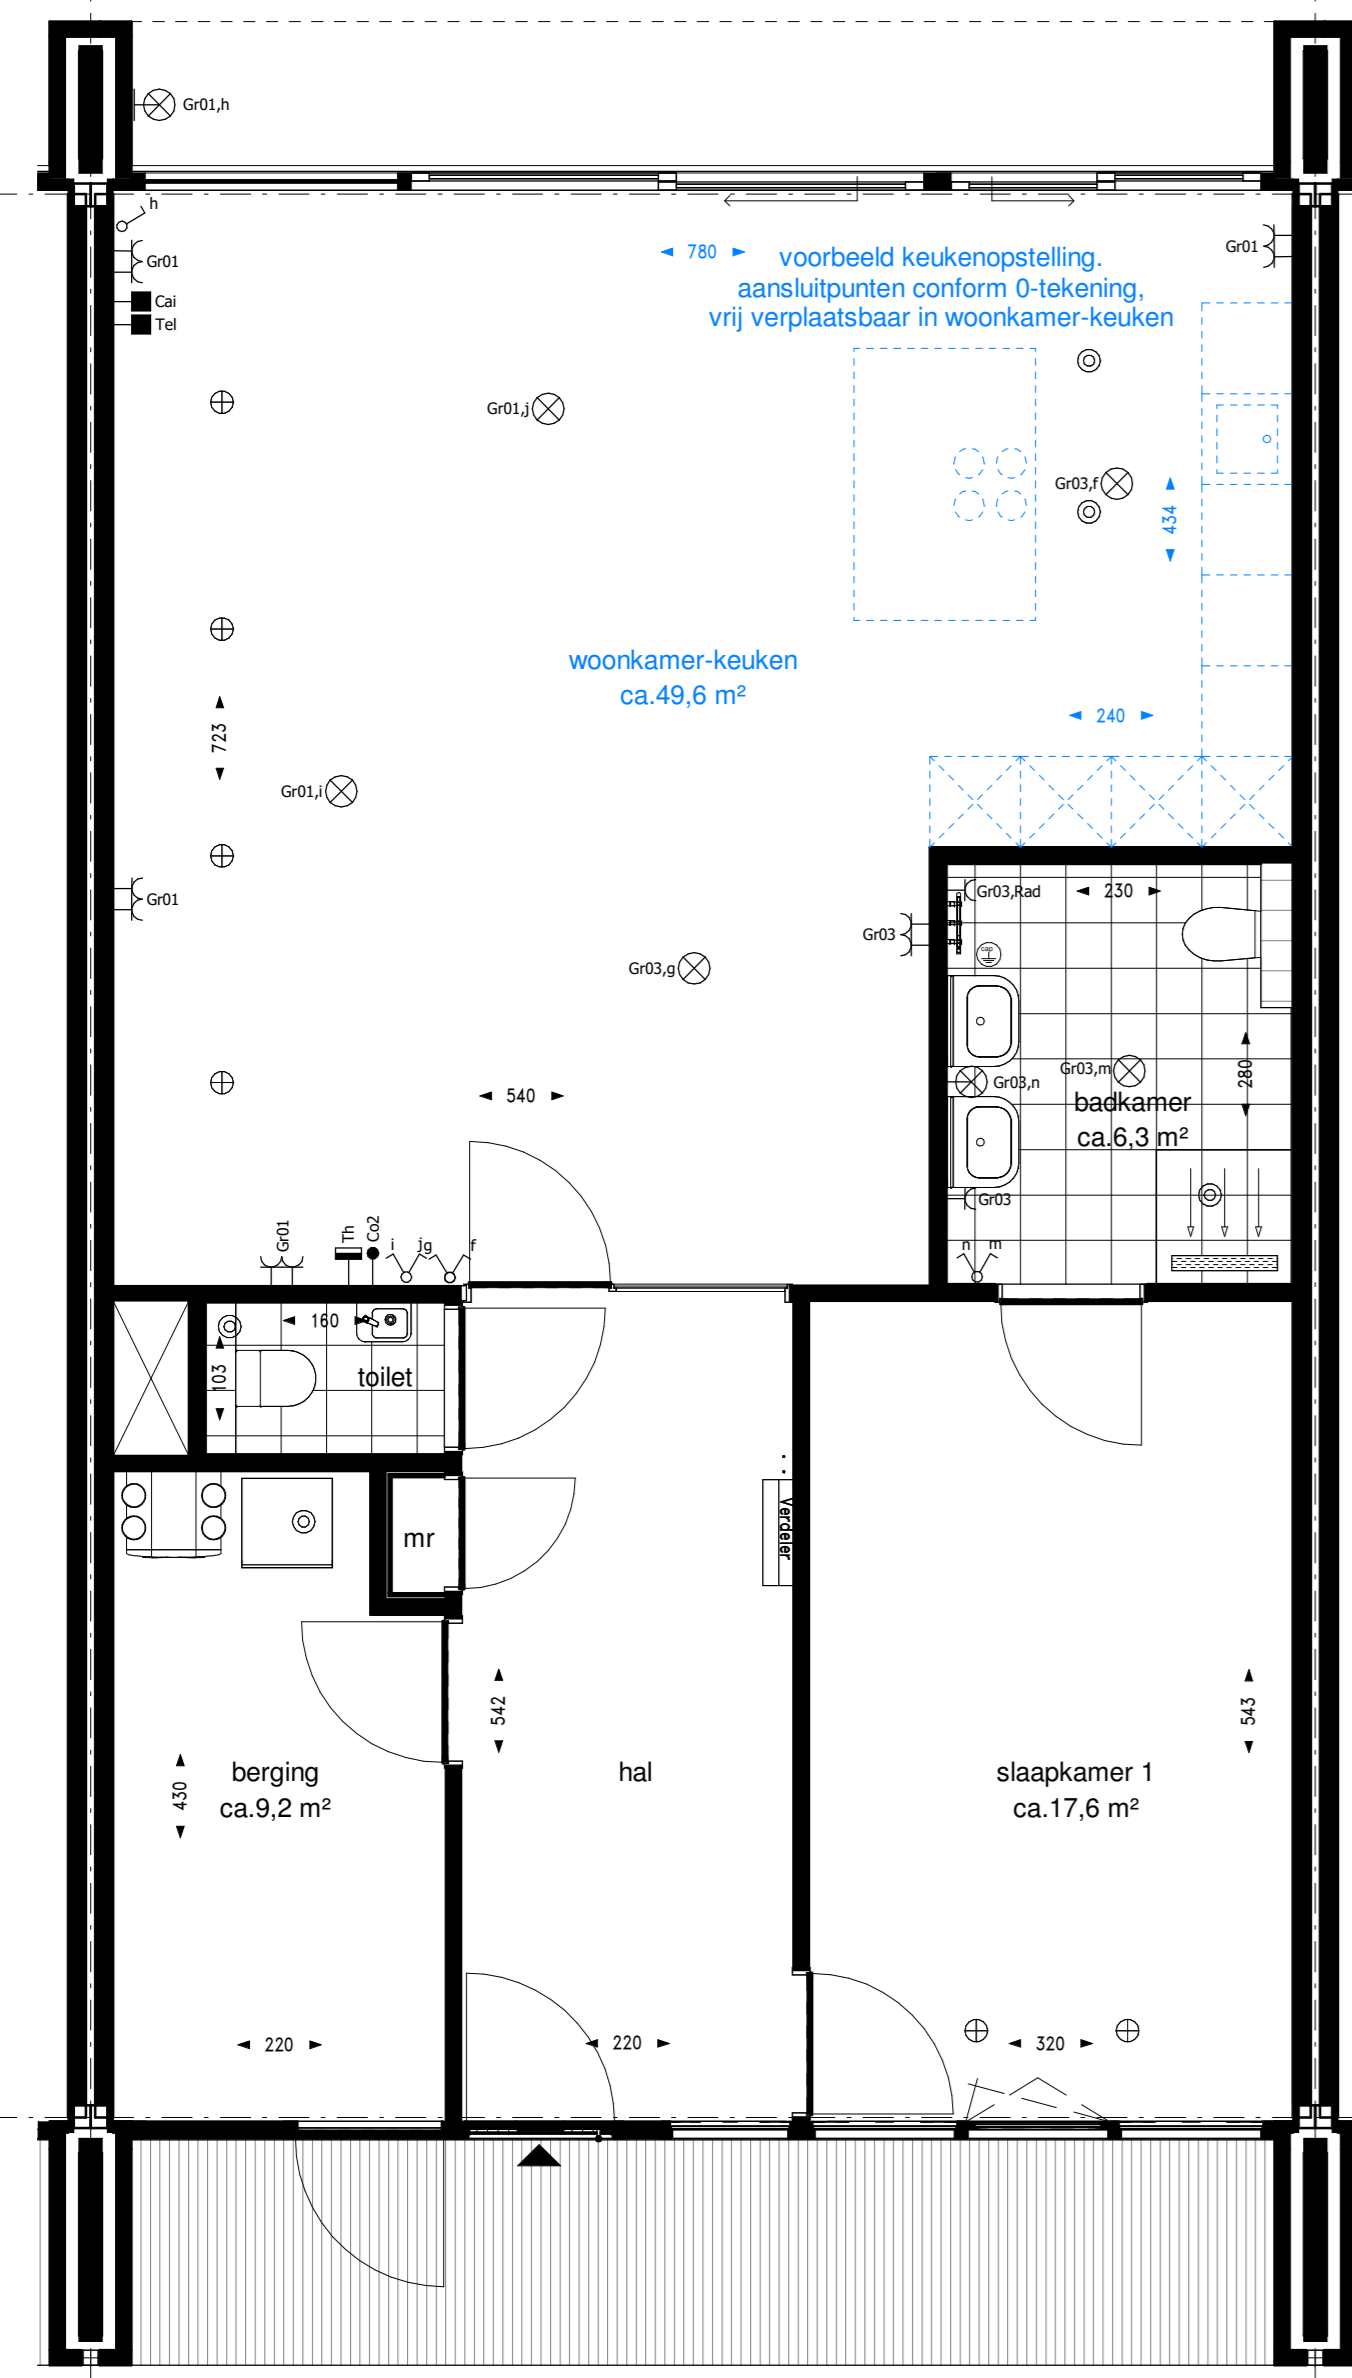 Gr01,h
h
Gr01
Cai
Tel
780
voorbeeld keukenopstelling.
aansluitpunten conform 0-tekening,
vrij verplaatsbaar in woonkamer-keuken
Gr01
Gr01,j
Gr03,f
434
woonkamer-keuken
ca.49,6 m²
723
240
Gr01,i
Gr01
Gr03
Gr03,Rad
230
cap
Gr03,g
Gr03,m
Gr03,n
280
badkamer
ca.6,3 m²
540
Gr03
Gr01
Th
Co2
i
jg
f
n
m
160
103
toilet
Verdeler
mr
542
543
berging
ca.9,2 m²
430
hal
slaapkamer 1
ca.17,6 m²
220
220
320